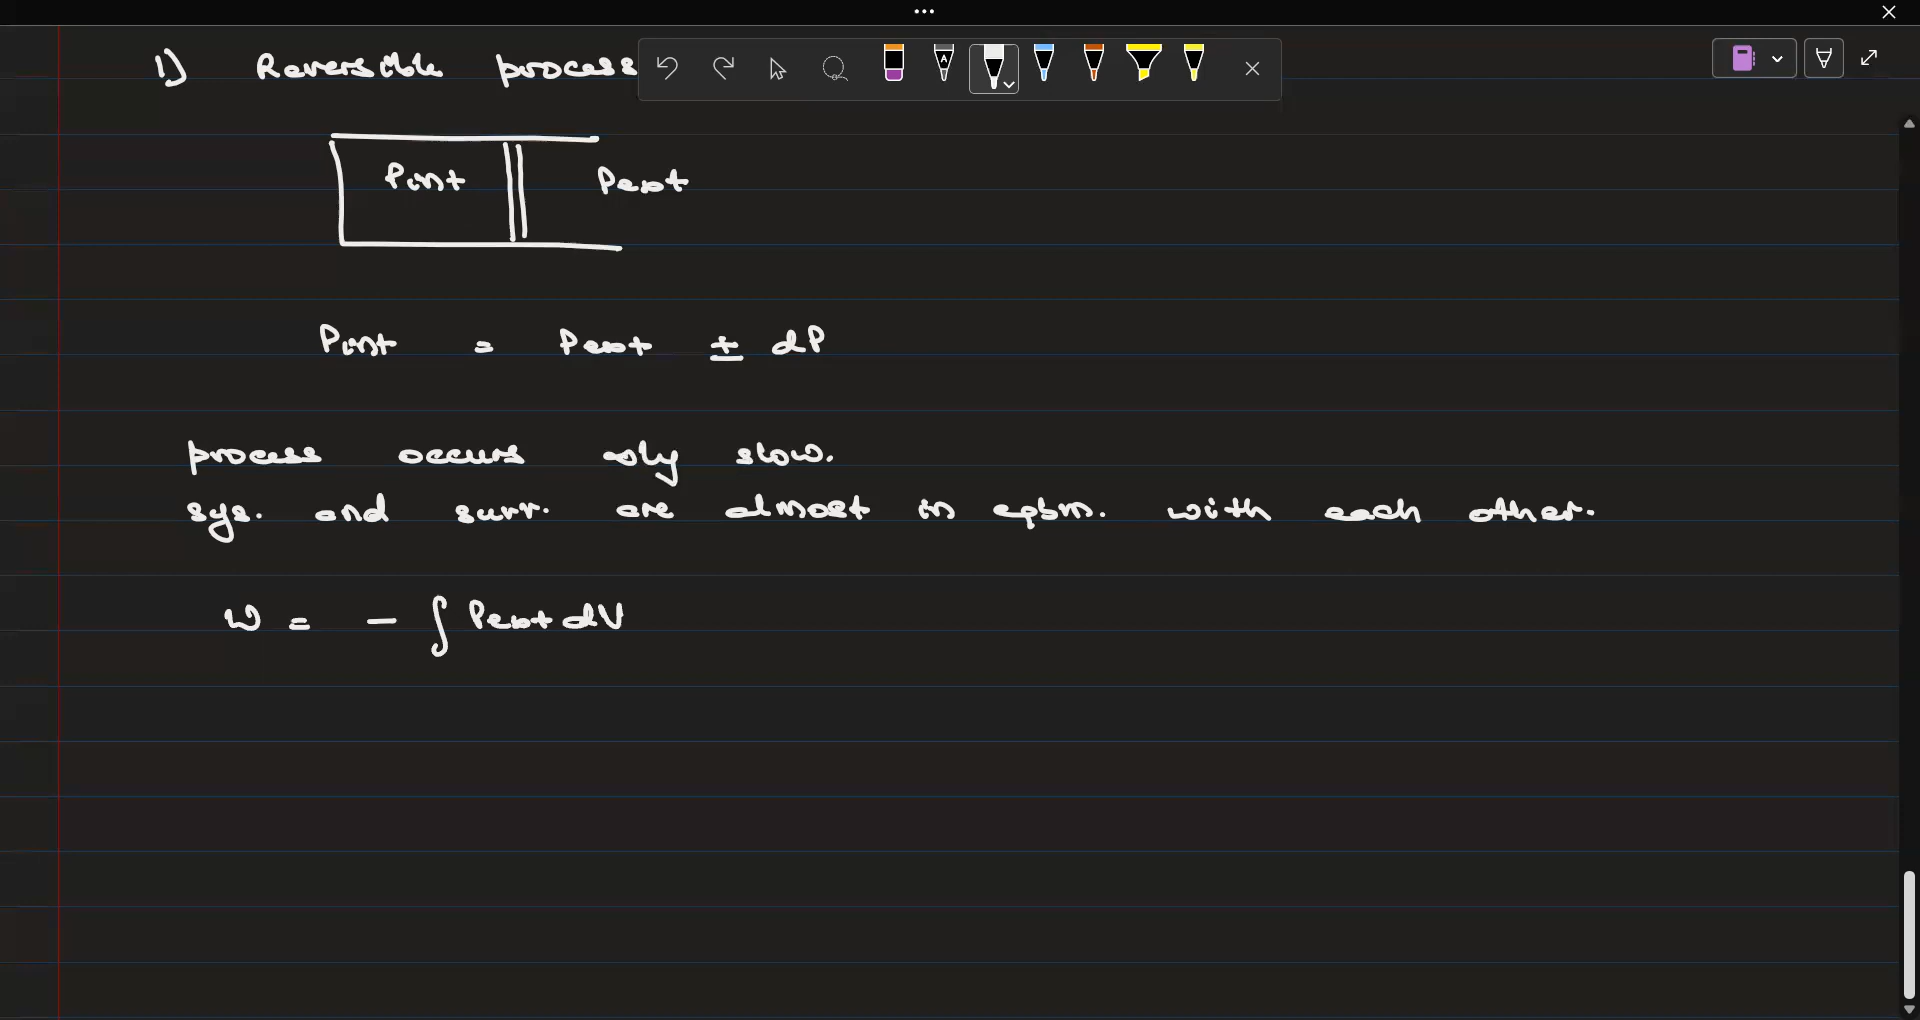 1) Reversible process
Pint Pext
Pint = Pext ± dP
process occurs ∞ly slow.
sys. and surr. are almost in eqbm. with each other.
W = - ∫ Pext dV